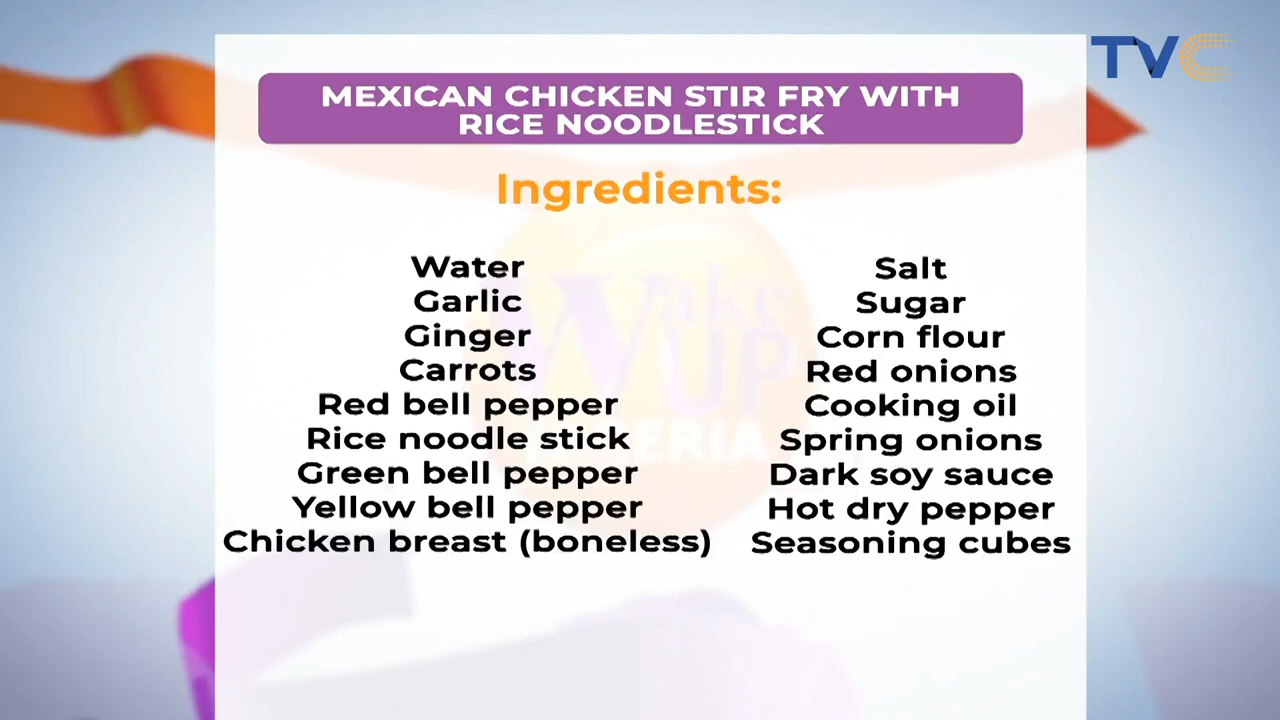 TVC
MEXICAN CHICKEN STIR FRY WITH
RICE NOODLESTICK
Ingredients:
Water
Garlic
Ginger
Carrots
Red bell pepper
Rice noodle stick
Green bell pepper
Yellow bell pepper
Chicken breast (boneless)
Salt
Sugar
Corn flour
Red onions
Cooking oil
Spring onions
Dark soy sauce
Hot dry pepper
Seasoning cubes